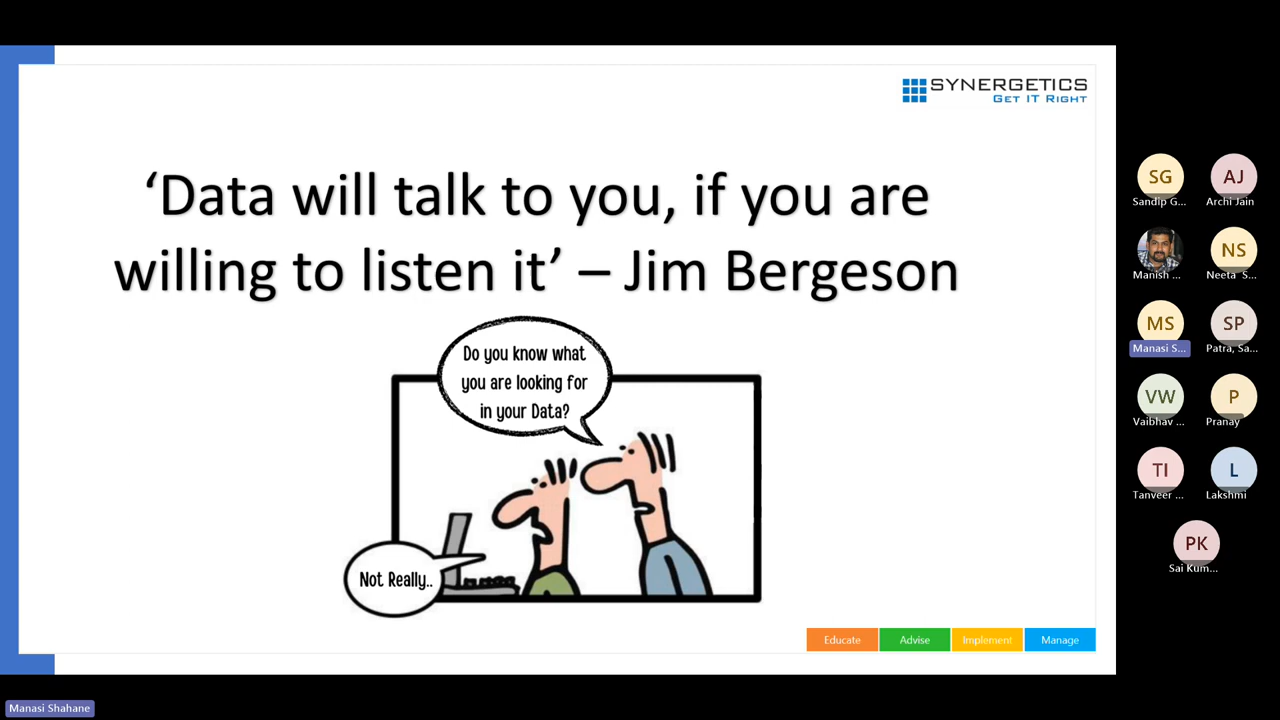 SYNERGETICS
GET IT RIGHT
‘Data will talk to you, if you are
willing to listen it’ – Jim Bergeson
Do you know what
you are looking for
in your Data?
Not Really..
Educate
Advise
Implement
Manage
SG
Sandip G...
AJ
Archi Jain
Manish ...
NS
Neeta S...
MS
Manasi S...
SP
Patra, Sa...
VW
Vaibhav ...
P
Pranay
TI
Tanveer ...
L
Lakshmi
PK
Sai Kum...
Manasi Shahane